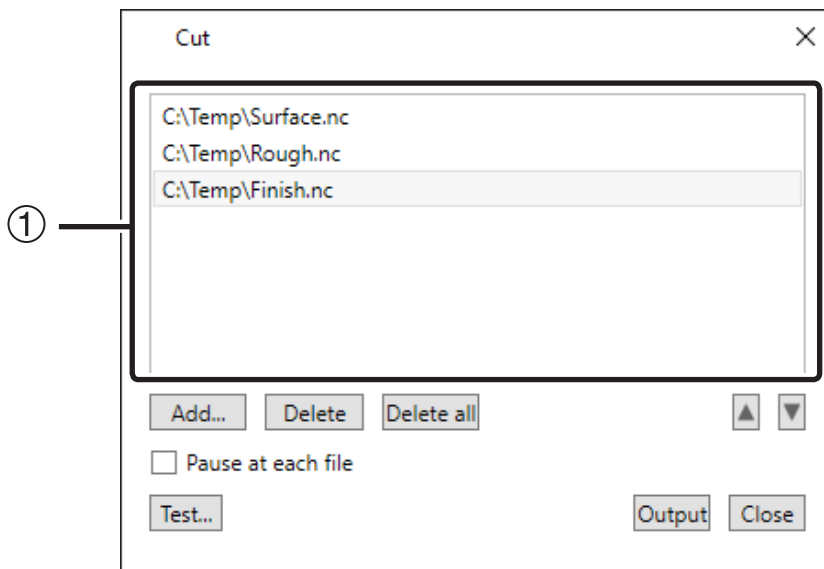 Cut
C:\Temp\Surface.nc
C:\Temp\Rough.nc
C:\Temp\Finish.nc
①
Add... Delete Delete all ▲ ▼
Pause at each file
Test... Output Close